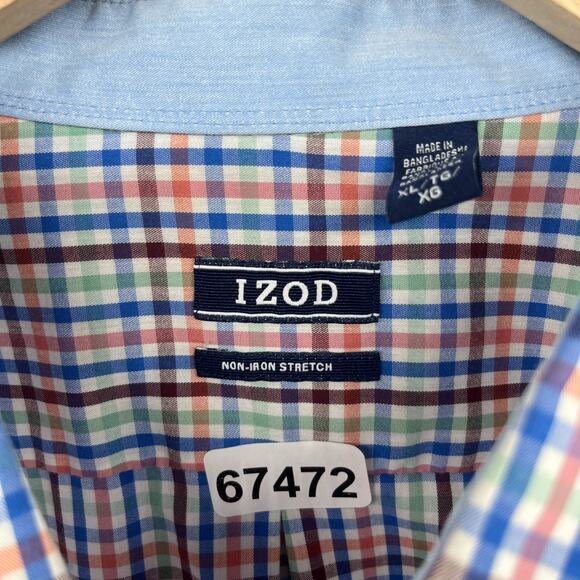 MADE IN
BANGLADESH/
XL/TG/
XG
IZOD
NON-IRON STRETCH
67472